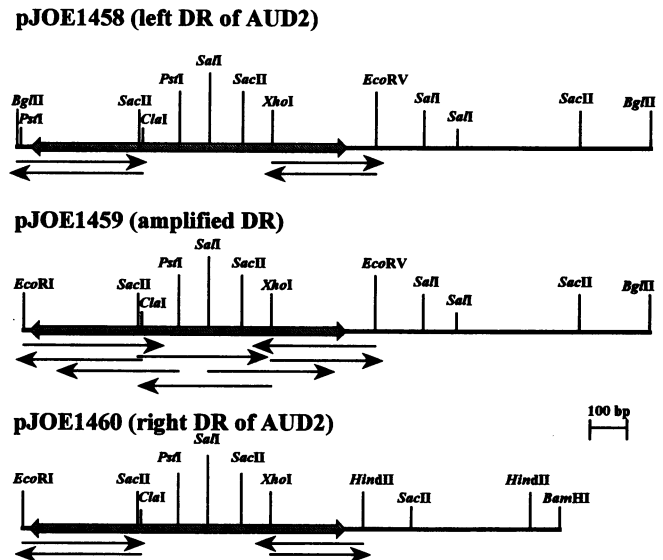 pJOE1458 (left DR of AUD2)
SalI
PstI
SacII
EcoRV
BglII
SacII
XhoI
SalI
SacII
BglII
PstI
ClaI
SalI
pJOE1459 (amplified DR)
SalI
PstI
SacII
EcoRV
EcoRI
SacII
XhoI
SalI
SacII
BglII
ClaI
SalI
100 bp
pJOE1460 (right DR of AUD2)
SalI
PstI
SacII
EcoRI
SacII
XhoI
HindII
HindII
ClaI
SacII
BamHI